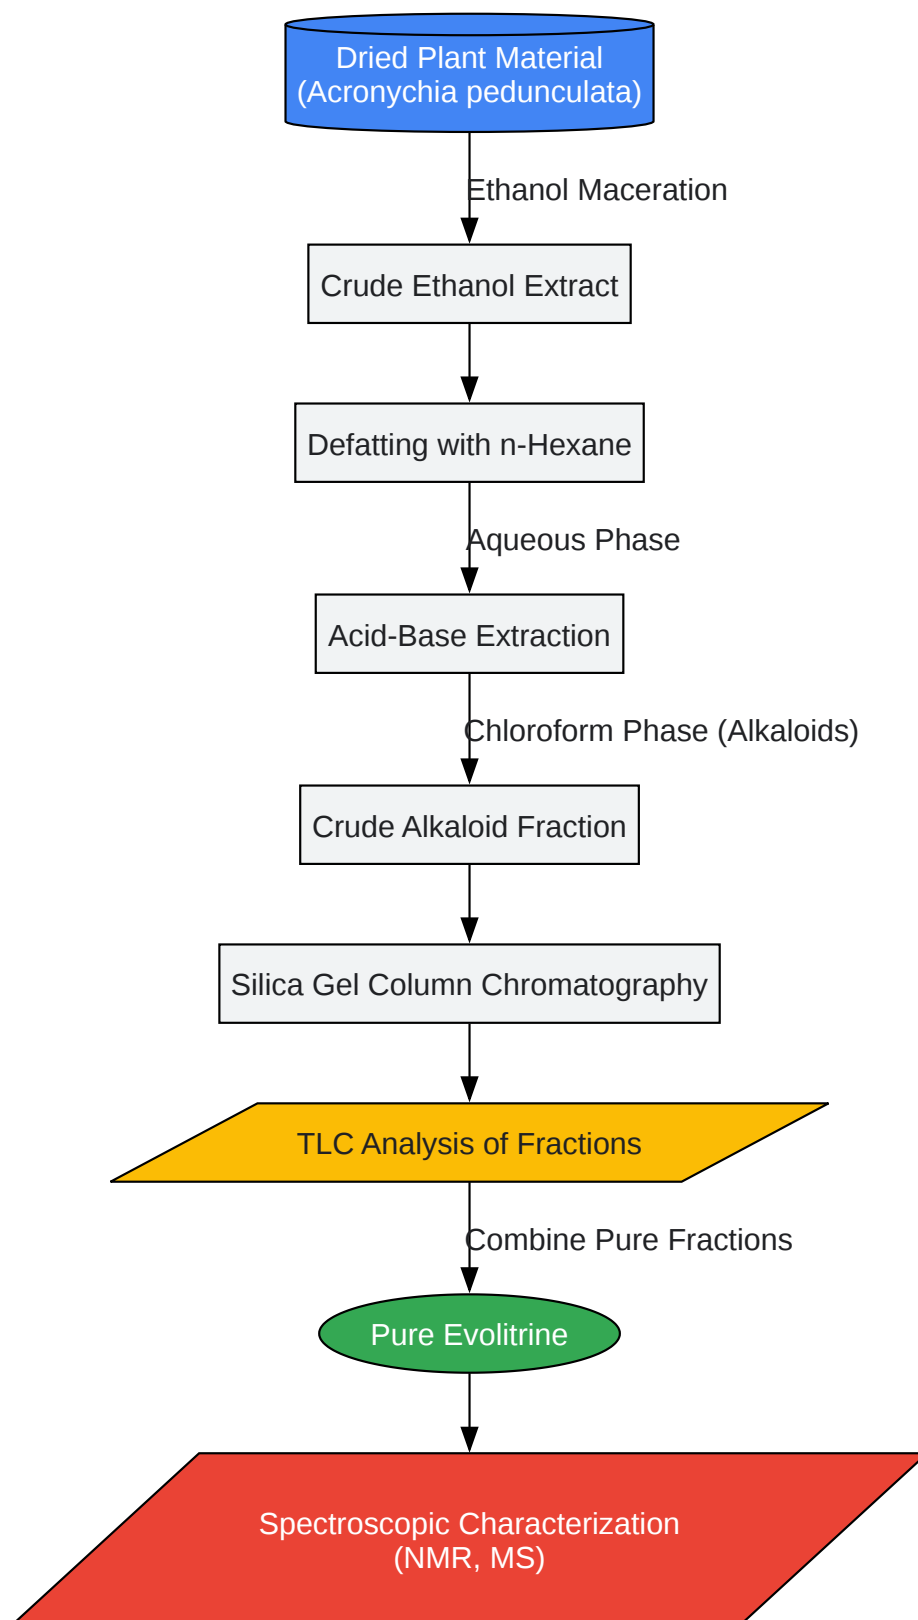 Dried Plant Material
(Acronychia pedunculata)
Ethanol Maceration
Crude Ethanol Extract
Defatting with n-Hexane
Aqueous Phase
Acid-Base Extraction
Chloroform Phase (Alkaloids)
Crude Alkaloid Fraction
Silica Gel Column Chromatography
TLC Analysis of Fractions
Combine Pure Fractions
Pure Evolitrine
Spectroscopic Characterization
(NMR, MS)